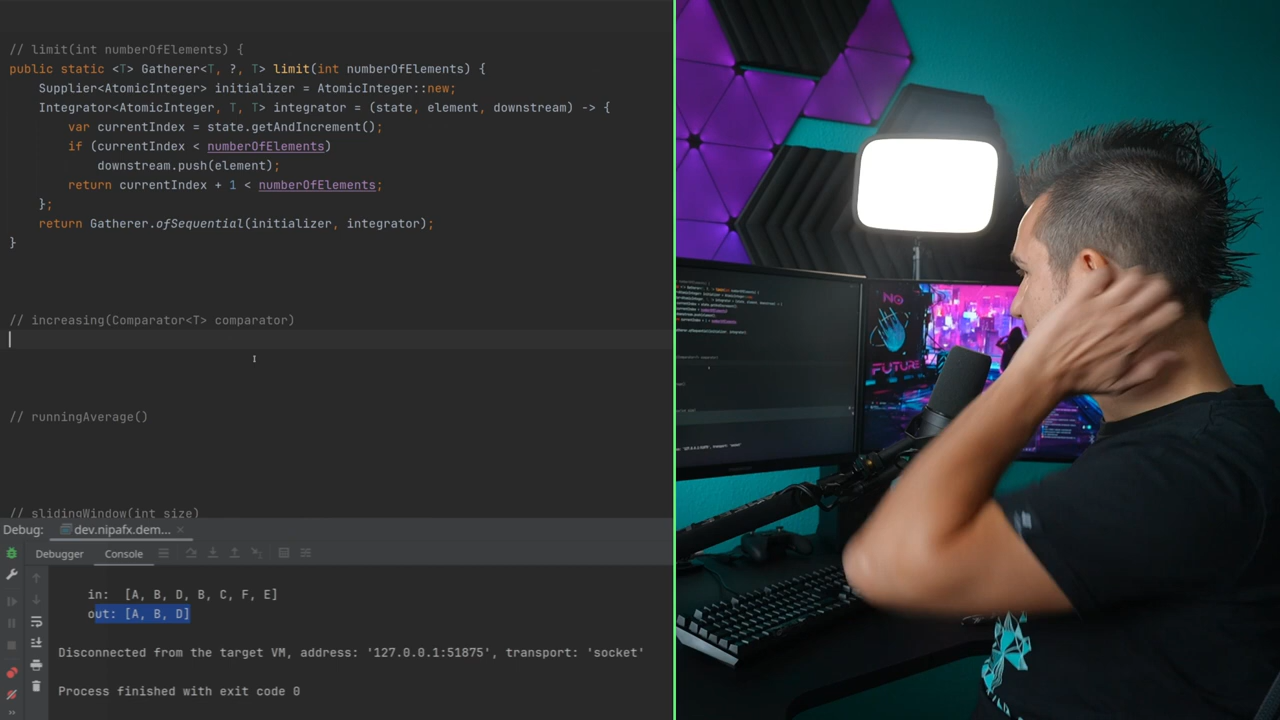 // limit(int numberOfElements) {
public static <T> Gatherer<T, ?, T> limit(int numberOfElements) {
    Supplier<AtomicInteger> initializer = AtomicInteger::new;
    Integrator<AtomicInteger, T, T> integrator = (state, element, downstream) -> {
        var currentIndex = state.getAndIncrement();
        if (currentIndex < numberOfElements)
            downstream.push(element);
        return currentIndex + 1 < numberOfElements;
    };
    return Gatherer.ofSequential(initializer, integrator);
}
// increasing(Comparator<T> comparator)
// runningAverage()
// slidingWindow(int size)
Debug: dev.nipafx.dem...
Debugger Console
in:  [A, B, D, B, C, F, E]
out: [A, B, D]
Disconnected from the target VM, address: '127.0.0.1:51875', transport: 'socket'
Process finished with exit code 0
NO
FUTURE